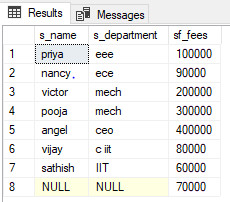 Results Messages
s_name s_department sf_fees
1 priya eee 100000
2 nancy. ece 90000
3 victor mech 200000
4 pooja mech 300000
5 angel ceo 400000
6 vijay c iit 80000
7 sathish IIT 60000
8 NULL NULL 70000